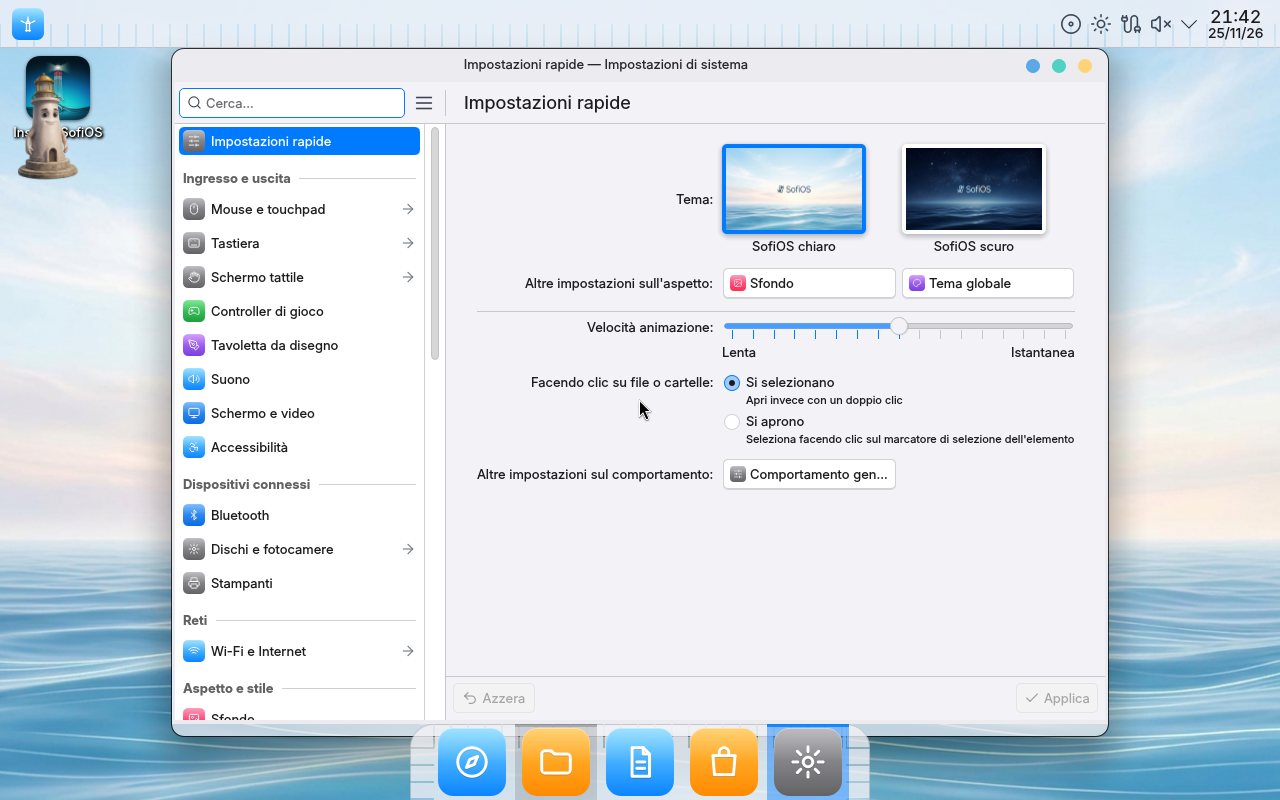 21:42
25/11/26
Impostazioni rapide — Impostazioni di sistema
SofiOS
Cerca...
Impostazioni rapide
Impostazioni rapide
Ingresso e uscita
Mouse e touchpad
Tastiera
Schermo tattile
Controller di gioco
Tavoletta da disegno
Suono
Schermo e video
Accessibilità
Dispositivi connessi
Bluetooth
Dischi e fotocamere
Stampanti
Reti
Wi-Fi e Internet
Aspetto e stile
Sfondo
Tema:
SofiOS
SofiOS
SofiOS chiaro
SofiOS scuro
Altre impostazioni sull'aspetto:
Sfondo
Tema globale
Velocità animazione:
Lenta
Istantanea
Facendo clic su file o cartelle:
Si selezionano
Apri invece con un doppio clic
Si aprono
Seleziona facendo clic sul marcatore di selezione dell'elemento
Altre impostazioni sul comportamento:
Comportamento gen...
Azzera
Applica